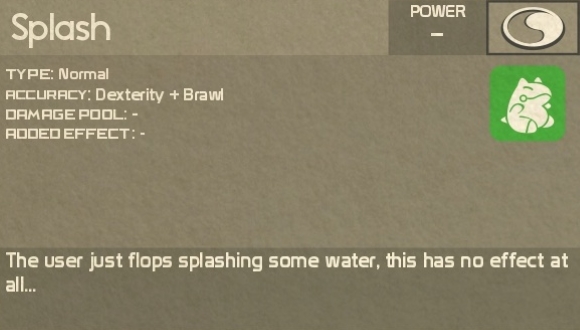 Splash
POWER
–
TYPE: Normal
ACCURACY: Dexterity + Brawl
DAMAGE POOL: -
ADDED EFFECT: -
The user just flops splashing some water, this has no effect at
all...